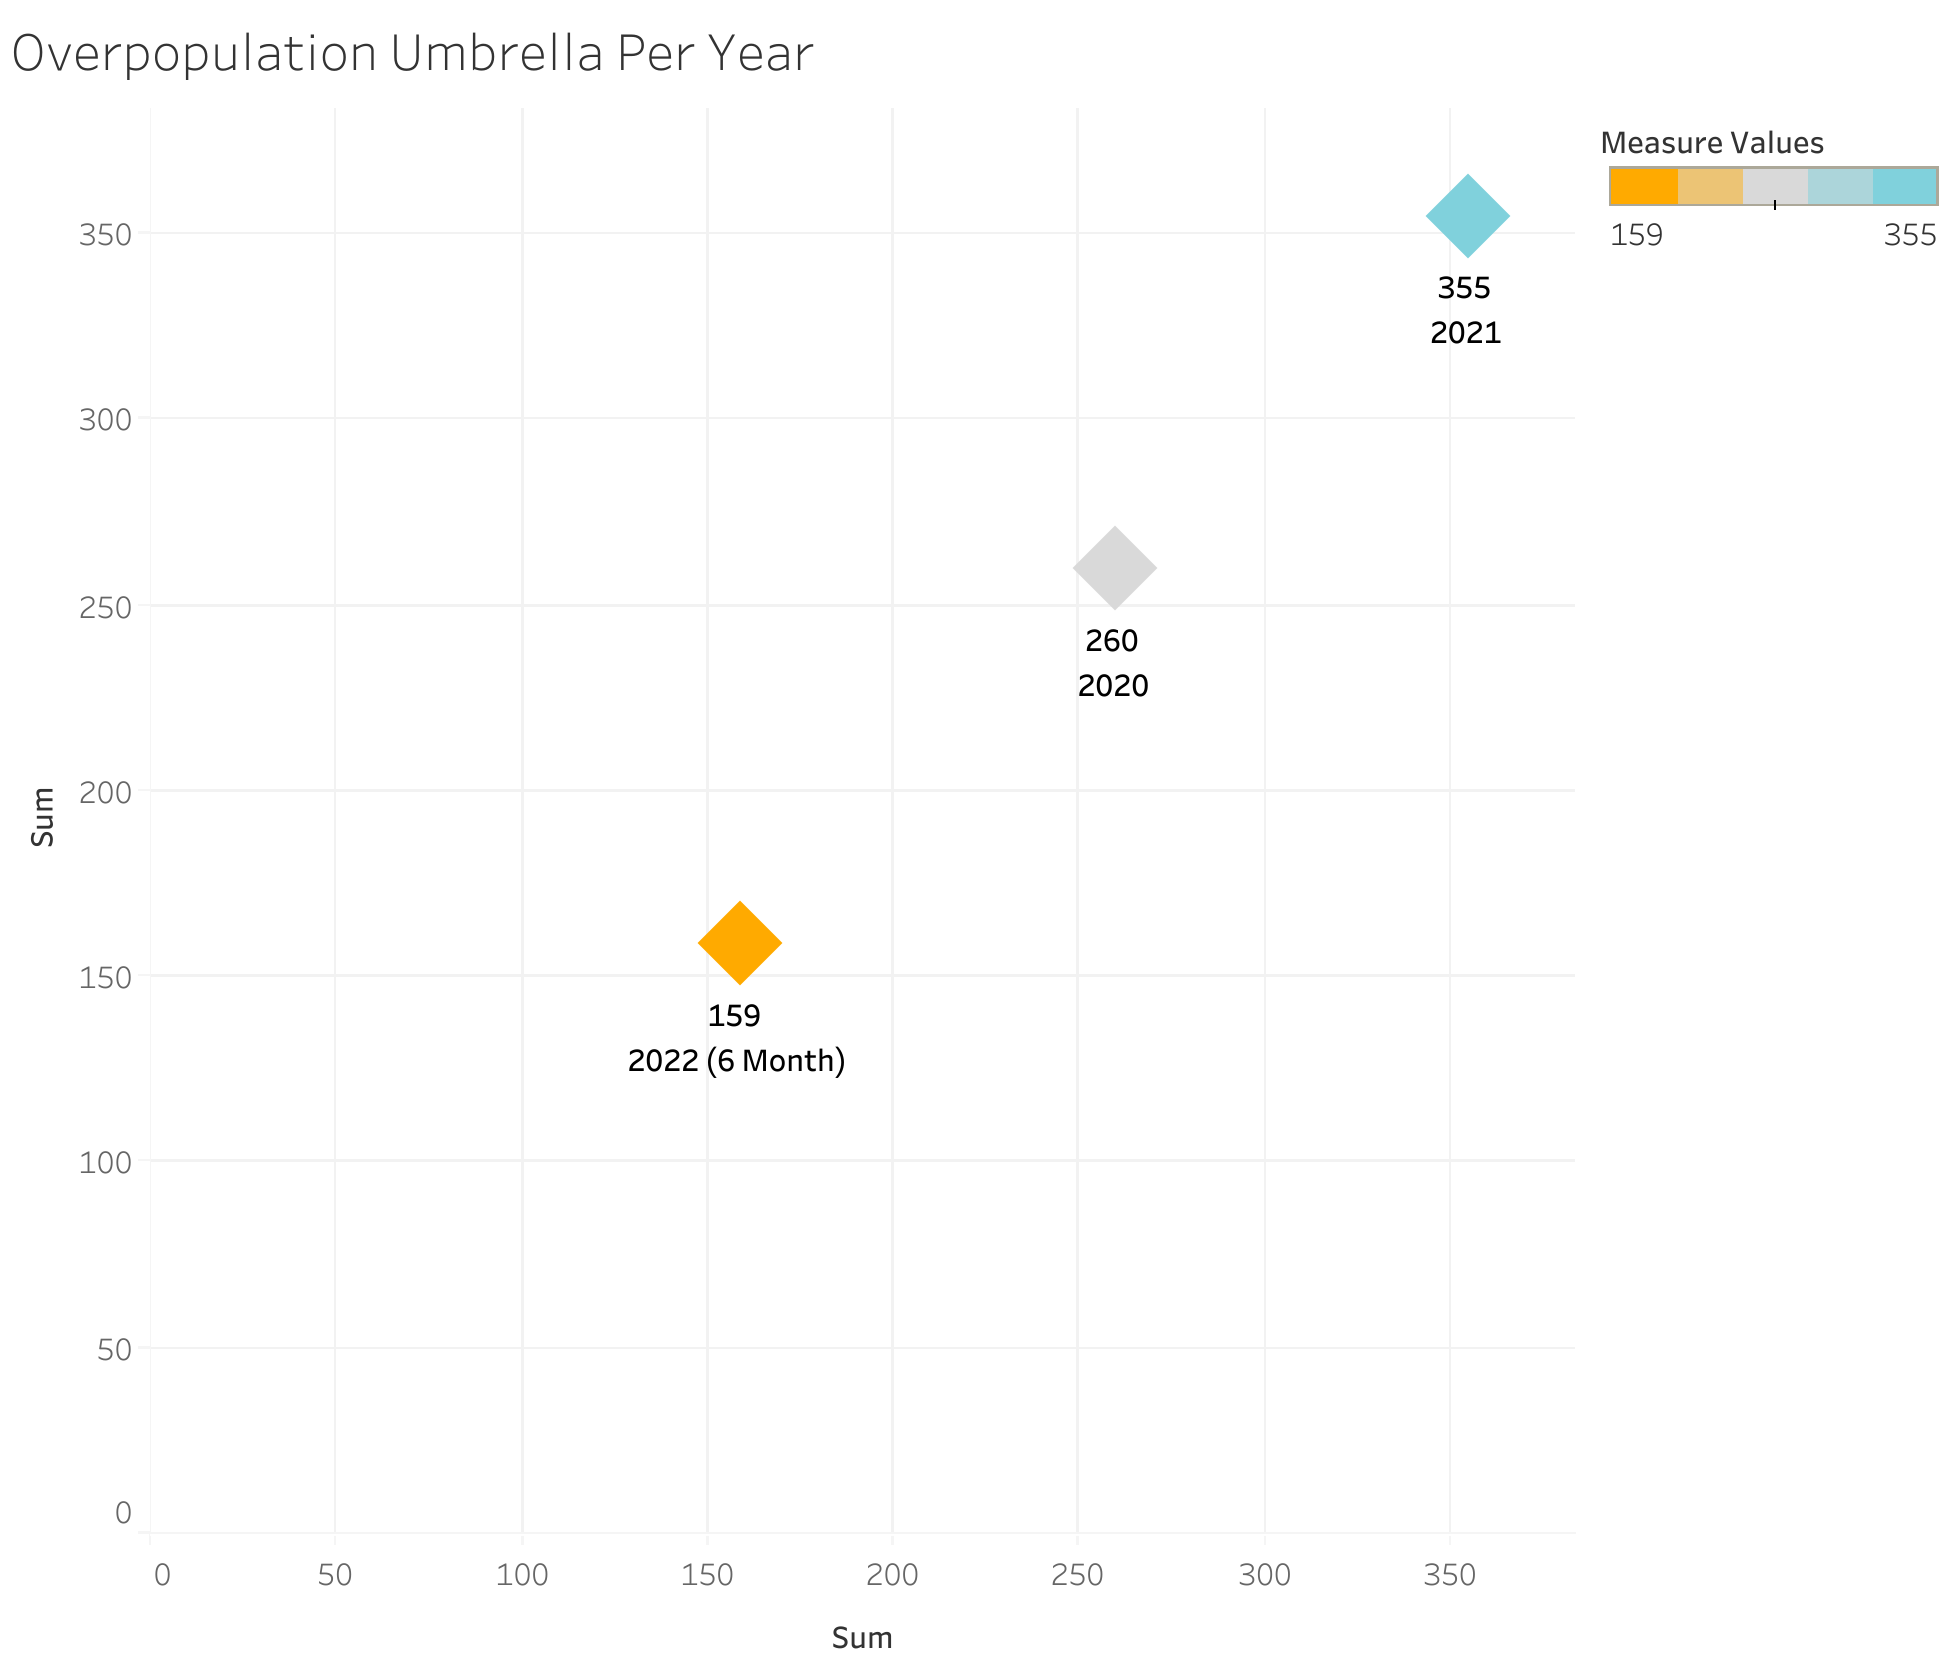 Overpopulation Umbrella Per Year
Measure Values
159 355
350
300
250
200
150
100
50
0
Sum
355
2021
260
2020
159
2022 (6 Month)
0 50 100 150 200 250 300 350
Sum